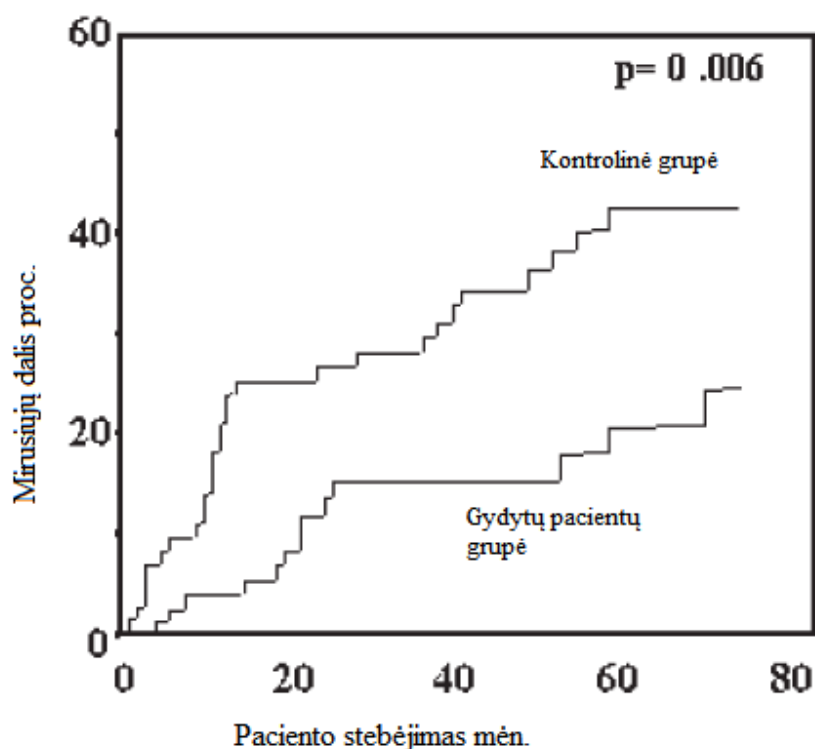 60
p= 0 .006
Kontrolinė grupė
40
Mirusiųjų dalis proc.
20
Gydytų pacientų
grupė
0
0 20 40 60 80
Paciento stebėjimas mėn.